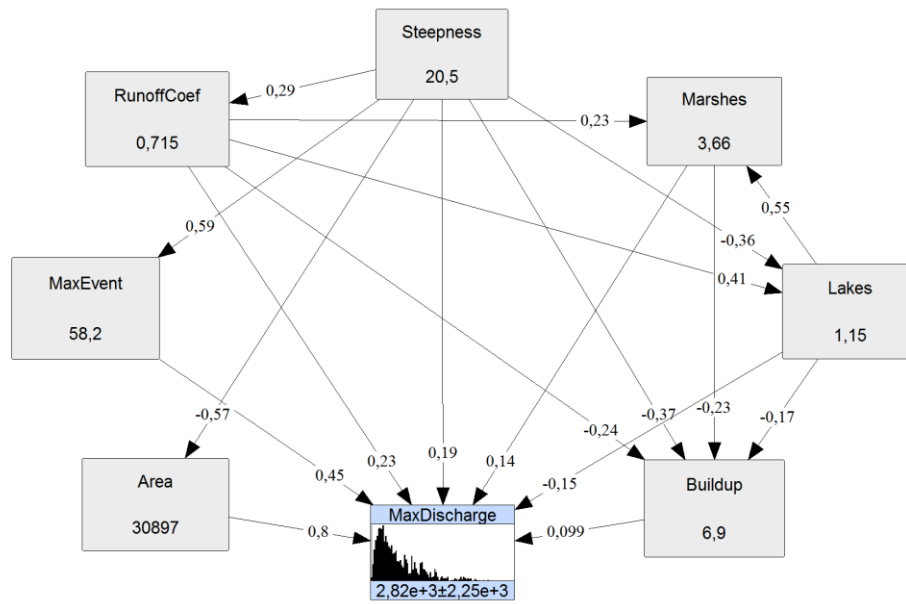 Steepness
20,5
RunoffCoef
0,715
Marshes
3,66
0,29
0,23
0,55
0,59
-0,36
0,41
MaxEvent
58,2
Lakes
1,15
-0,57
-0,37
-0,23
-0,17
-0,24
Area
30897
0,45
0,23
0,19
0,14
-0,15
Buildup
6,9
0,8
0,099
MaxDischarge
2,82e+3±2,25e+3